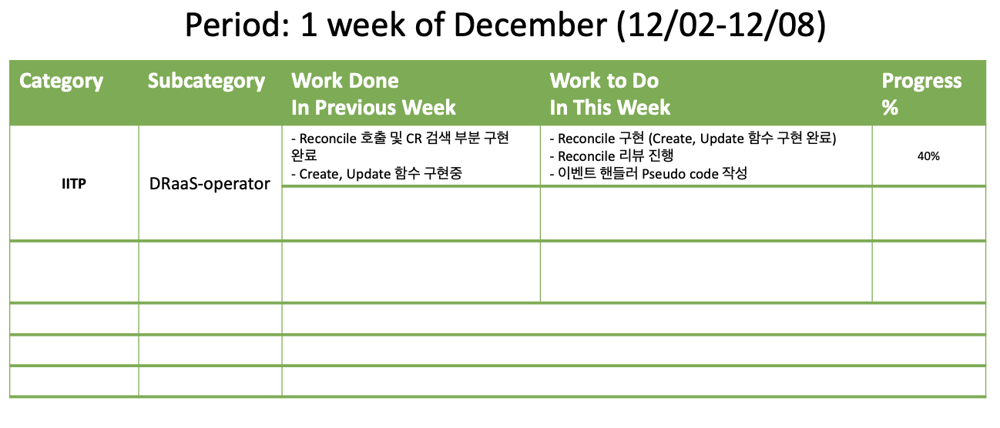 Period: 1 week of December (12/02-12/08)
Category
Subcategory
Work Done
In Previous Week
Work to Do
In This Week
Progress
%
IITP
DRaaS-operator
- Reconcile 호출 및 CR 검색 부분 구현
완료
- Create, Update 함수 구현중
- Reconcile 구현 (Create, Update 함수 구현 완료)
- Reconcile 리뷰 진행
- 이벤트 핸들러 Pseudo code 작성
40%